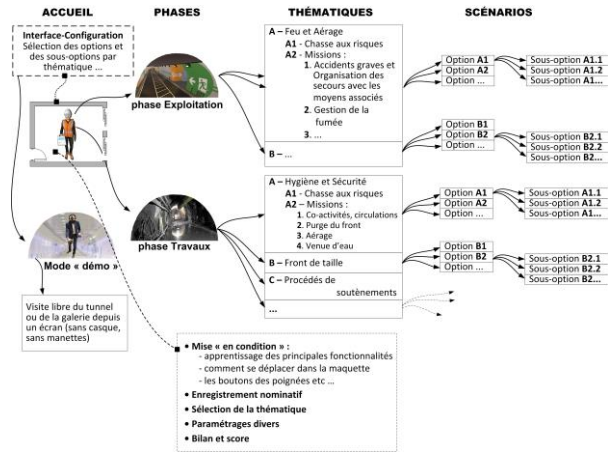 ACCUEIL
PHASES
THÉMATIQUES
SCÉNARIOS
Interface-Configuration
Sélection des options et
des sous-options par
thématique ...
phase Exploitation
A – Feu et Aérage
A1 - Chasse aux risques
A2 - Missions :
1. Accidents graves et
Organisation des
secours avec les
moyens associés
2. Gestion de la
fumée
3. ...
B – ...
Option A1
Option A2
Option ...
Sous-option A1.1
Sous-option A1.2
Sous-option A1...
Option B1
Option B2
Option ...
Sous-option B2.1
Sous-option B2.2
Sous-option B2...
phase Travaux
A – Hygiène et Sécurité
A1 - Chasse aux risques
A2 – Missions :
1. Co-activités, circulations
2. Purge du front
3. Aérage
4. Venue d'eau
B – Front de taille
C – Procédés de
soutènements
...
Option A1
Option A2
Option ...
Sous-option A1.1
Sous-option A1.2
Sous-option A1...
Option B1
Option B2
Option ...
Sous-option B2.1
Sous-option B2.2
Sous-option B2...
Mode « démo »
Visite libre du tunnel
ou de la galerie depuis
un écran (sans casque,
sans manettes)
• Mise « en condition » :
- apprentissage des principales fonctionnalités
- comment se déplacer dans la maquette
- les boutons des poignées etc ...
• Enregistrement nominatif
• Sélection de la thématique
• Paramétrages divers
• Bilan et score